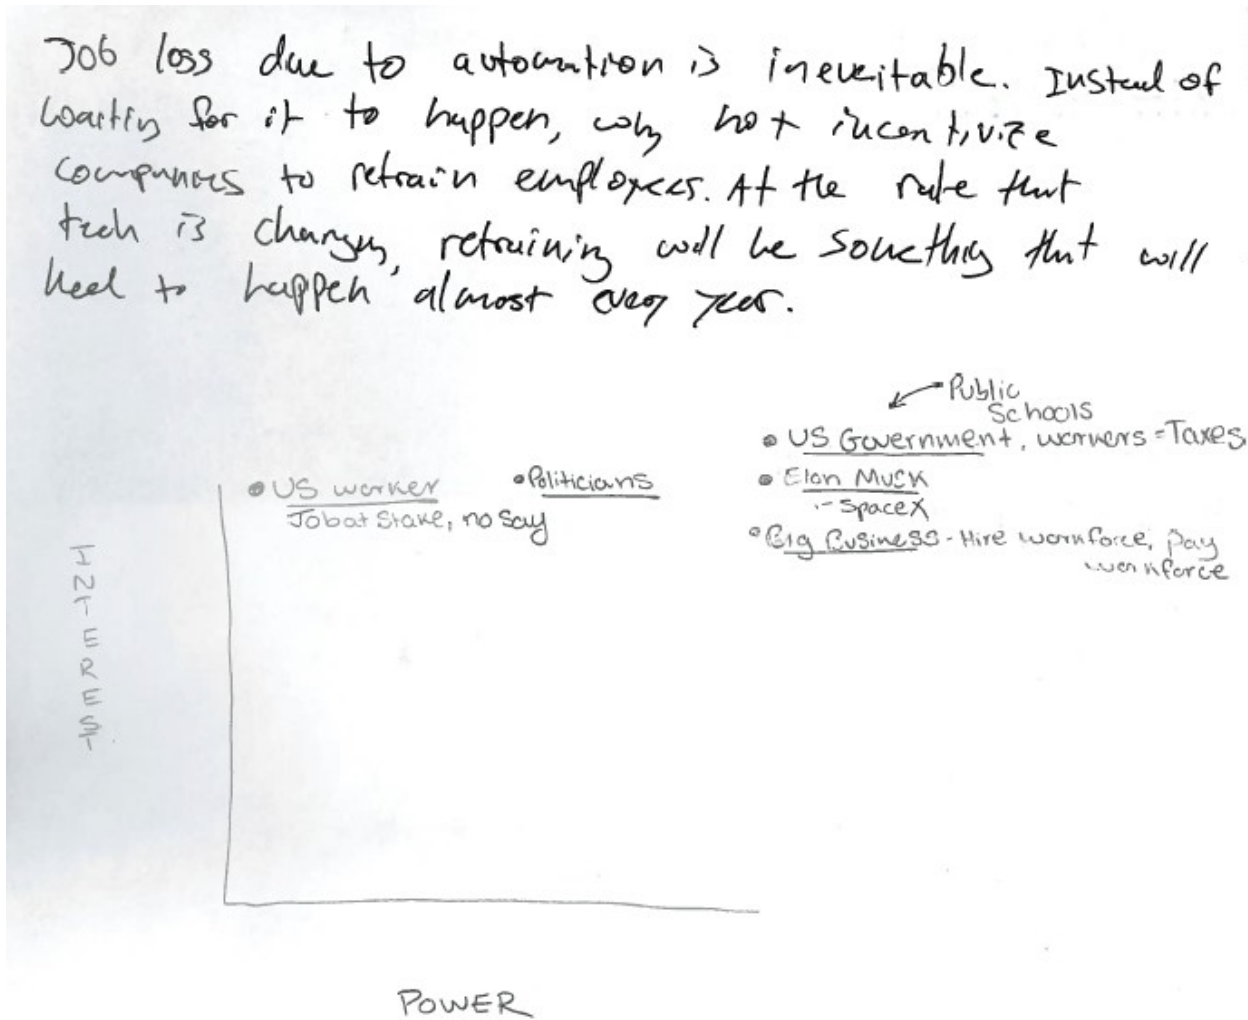 Job loss due to automation is inevitable. Instead of
waiting for it to happen, why not incentivize
companies to retrain employees. At the rate that
tech is changing, retraining will be something that will
need to happen almost every year.
Public
Schools
• US Government, workers = Taxes
• US worker
Job at Stake, no say
• Politicians
• Elon Musk
- SpaceX
• Big Business - Hire workforce, pay
workforce
INTEREST
POWER